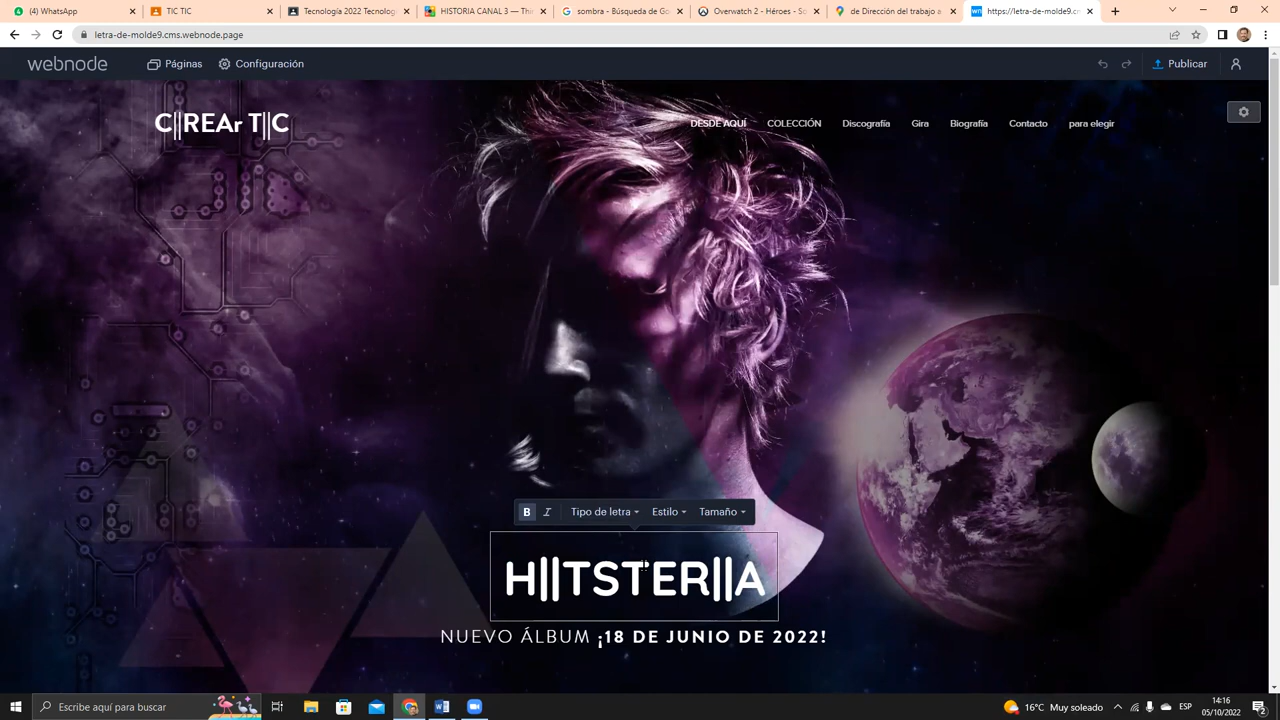 (4) WhatsApp
TIC TIC
Tecnología 2022 Tecnolog
HISTORIA CANAL 3 — Thi
sombra - Búsqueda de Go
Overwatch 2 - Héroes - Sou
de Dirección del trabajo a
https://letra-de-molde9.cm
letra-de-molde9.cms.webnode.page
webnode Páginas Configuración Publicar
C||REAr T||C DESDE AQUÍ COLECCIÓN Discografía Gira Biografía Contacto para elegir
B I Tipo de letra Estilo Tamaño
H||TSTER||A
NUEVO ÁLBUM ¡18 DE JUNIO DE 2022!
Escribe aquí para buscar
16°C Muy soleado
ESP
14:16
05/10/2022
2